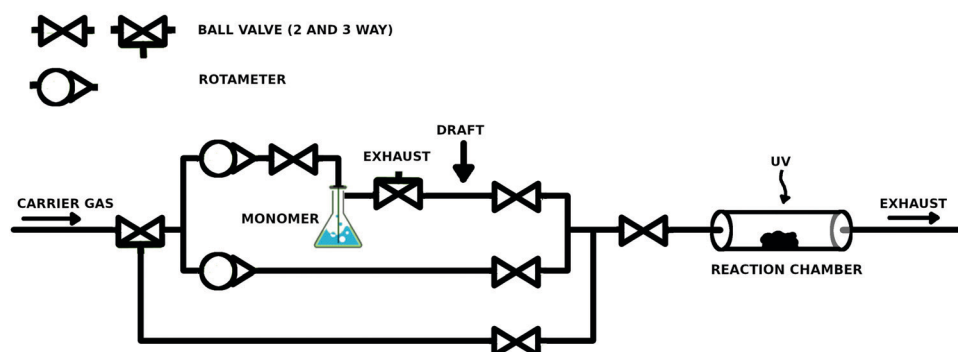 BALL VALVE (2 AND 3 WAY)
ROTAMETER
DRAFT
EXHAUST
UV
CARRIER GAS
MONOMER
EXHAUST
REACTION CHAMBER